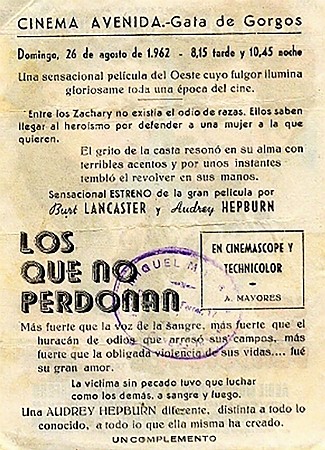 CINEMA AVENIDA.-Gata de Gorgos
Domingo, 26 de agosto de 1.962 - 8,15 tarde y 10,45 noche
Una sensacional película del Oeste cuyo fulgor ilumina
gloriosame toda una época del cine.
Entre los Zachary no existía el odio de razas. Ellos saben
llegar al heroísmo por defender a una mujer a la que
quieren.
El grito de la casta resonó en su alma con
terribles acentos y por unos instantes
tembló el revolver en sus manos.
Sensacional ESTRENO de la gran película por
Burt LANCASTER y Audrey HEPBURN
LOS
QUE NO
PERDONAN
EN CINEMASCOPE Y
TECHNICOLOR
A. MAYORES
MIGUEL
Más fuerte que la voz de la sangre, más fuerte que el
huracán de odios que arrasó sus campos, más
fuerte que la obligada violencia de sus vidas.... fué
su gran amor.
La víctima sin pecado tuvo que luchar
como los demás, a sangre y fuego.
Una AUDREY HEPBURN diferente, distinta a todo lo
conocido, a todo lo que ella misma ha creado.
UN COMPLEMENTO